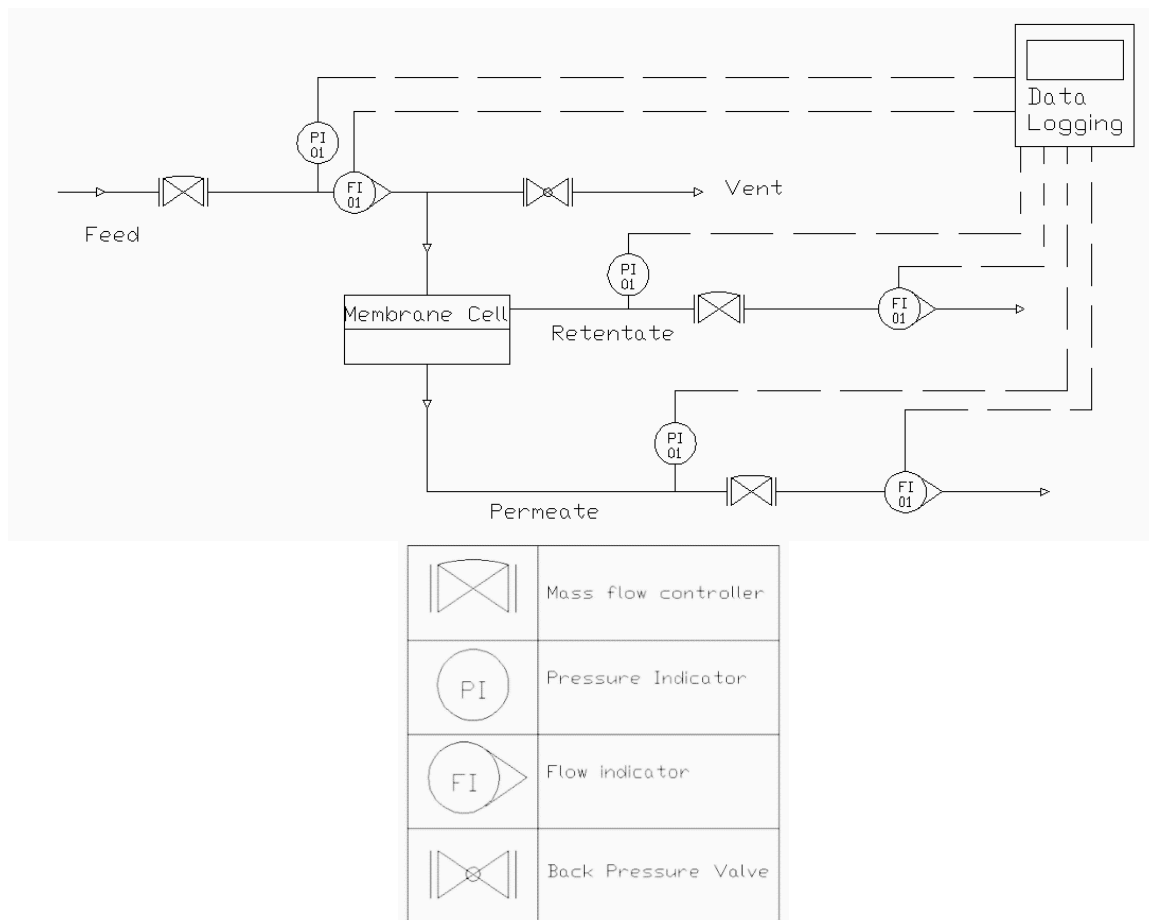 Data
Logging
PI
01
FI
01
Vent
Feed
PI
01
FI
01
Membrane Cell
Retentate
PI
01
FI
01
Permeate
Mass flow controller
PI
Pressure Indicator
FI
Flow indicator
Back Pressure Valve